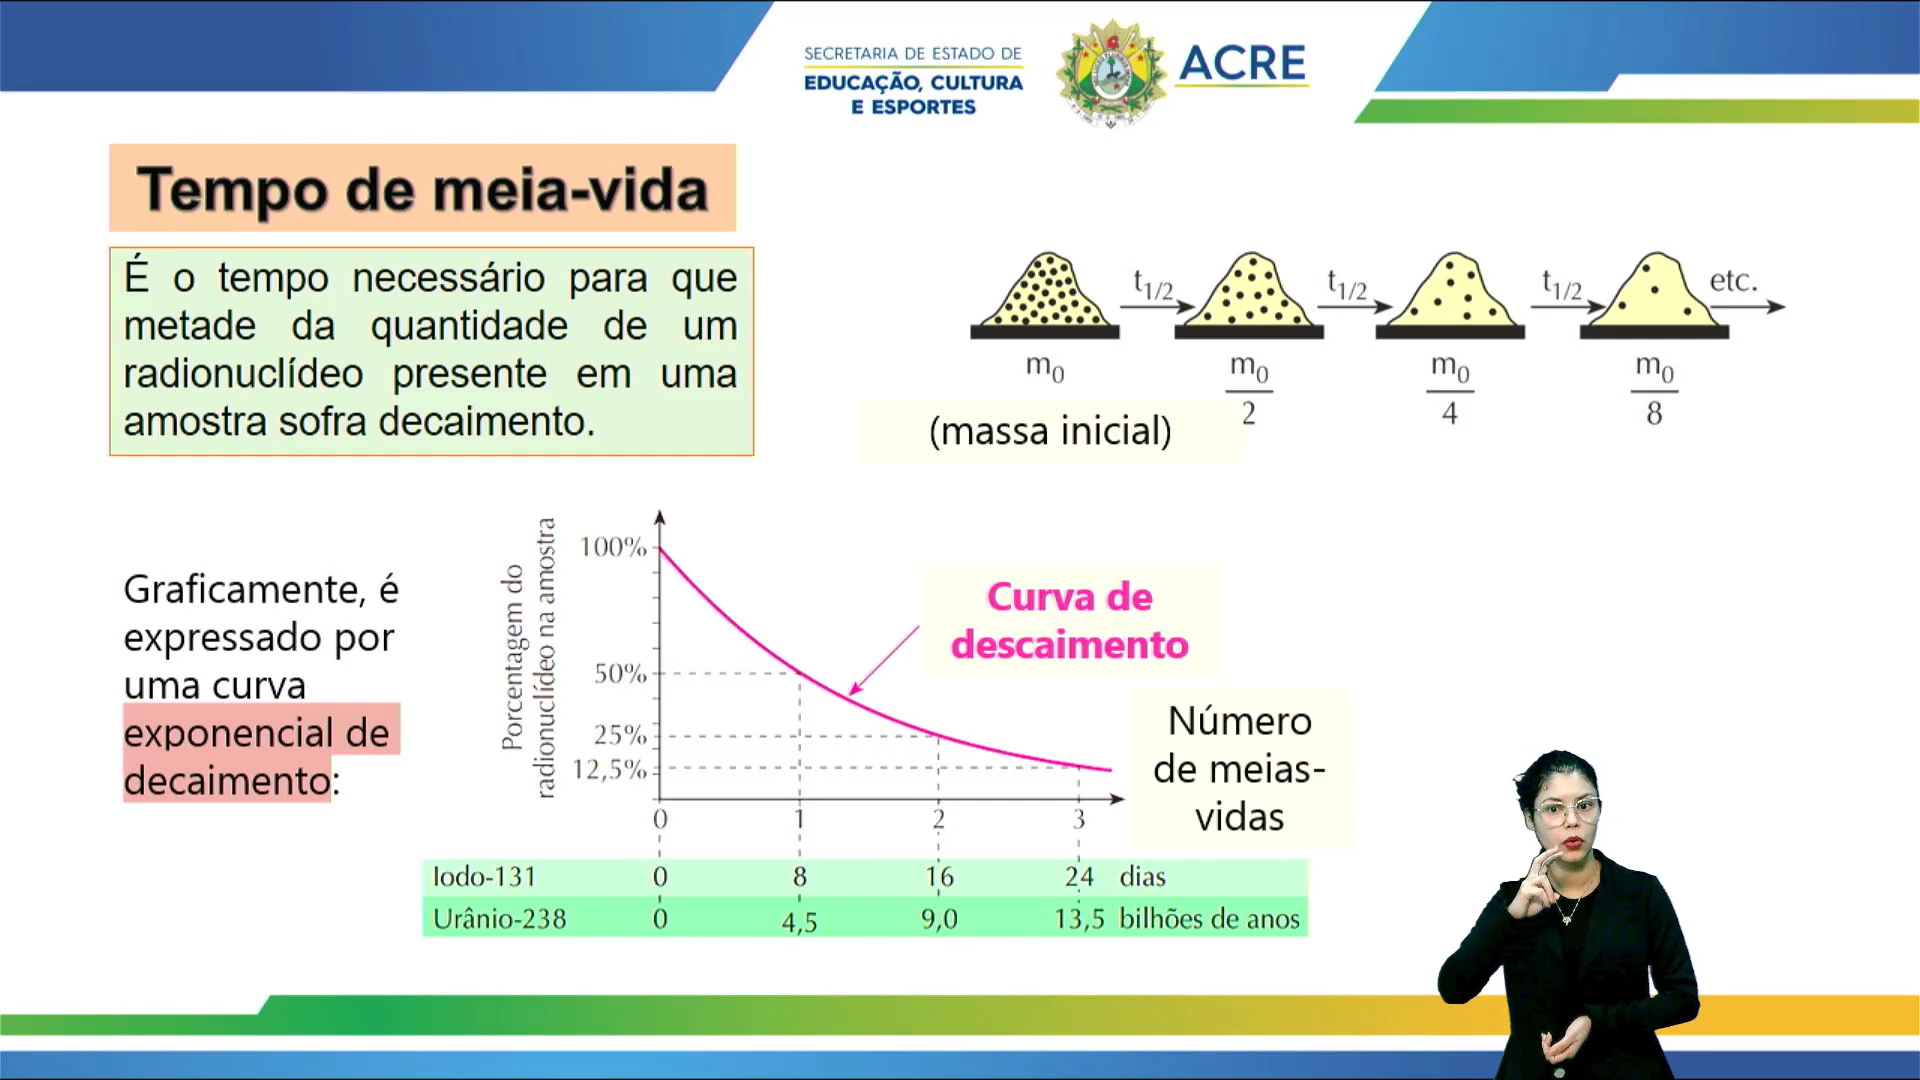 SECRETARIA DE ESTADO DE
EDUCAÇÃO, CULTURA
E ESPORTES
ACRE
Tempo de meia-vida
É o tempo necessário para que
metade da quantidade de um
radionuclídeo presente em uma
amostra sofra decaimento.
t1/2 t1/2 t1/2 etc.
m0 m0/2 m0/4 m0/8
(massa inicial)
Graficamente, é
expressado por
uma curva
exponencial de
decaimento:
Porcentagem do
radionuclídeo na amostra
100%
50%
25%
12,5%
Curva de
descaimento
Número
de meias-
vidas
0 1 2 3
Iodo-131 0 8 16 24 dias
Urânio-238 0 4,5 9,0 13,5 bilhões de anos